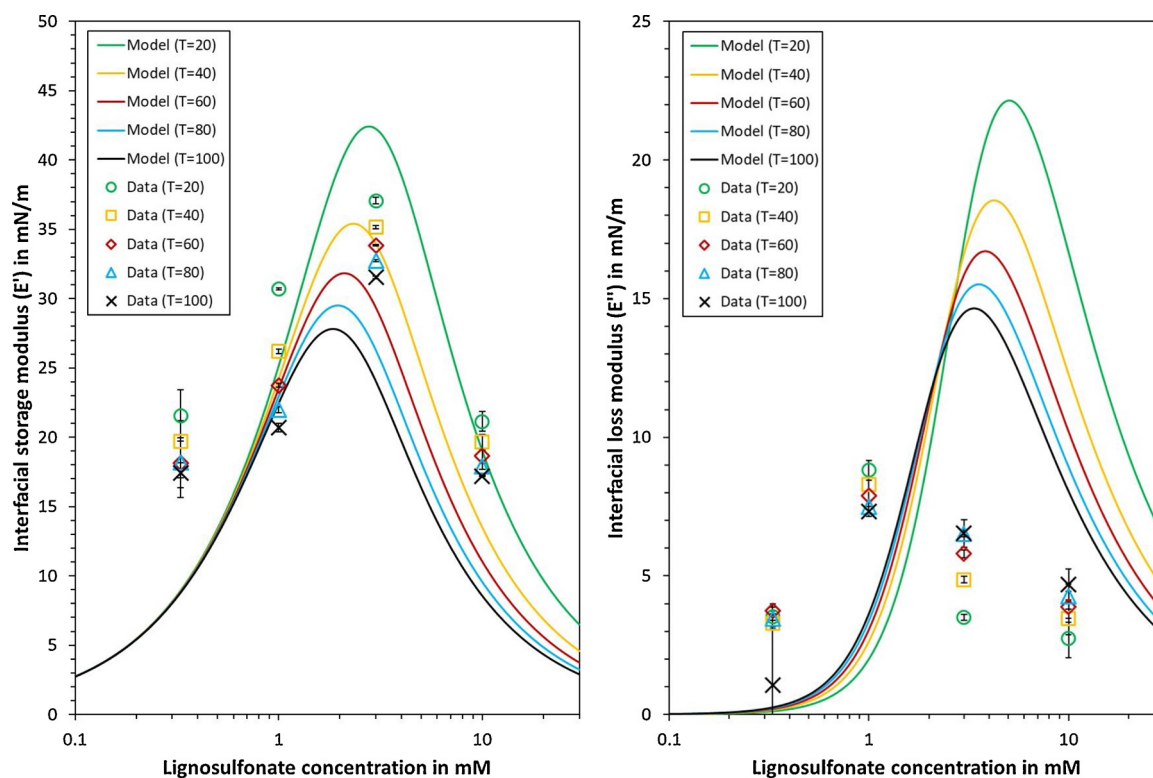 50
45
40
35
30
25
20
15
10
5
0
Interfacial storage modulus (E') in mN/m
Model (T=20)
Model (T=40)
Model (T=60)
Model (T=80)
Model (T=100)
Data (T=20)
Data (T=40)
Data (T=60)
Data (T=80)
Data (T=100)
0.1
1
10
Lignosulfonate concentration in mM
25
20
15
10
5
0
Interfacial loss modulus (E'') in mN/m
Model (T=20)
Model (T=40)
Model (T=60)
Model (T=80)
Model (T=100)
Data (T=20)
Data (T=40)
Data (T=60)
Data (T=80)
Data (T=100)
0.1
1
10
Lignosulfonate concentration in mM